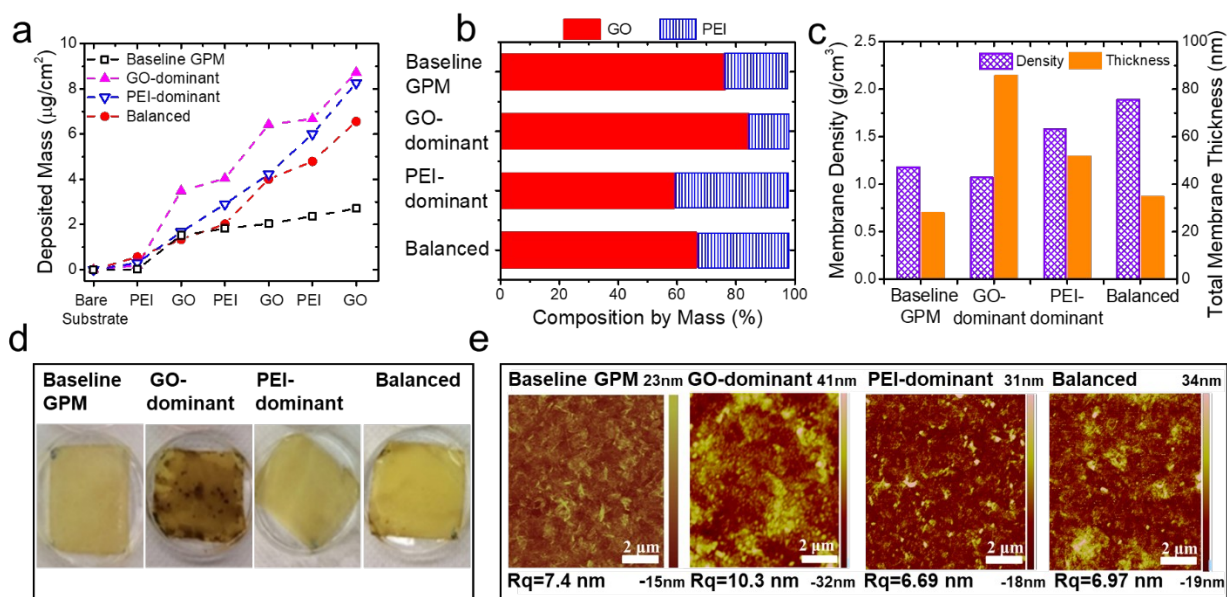 a
Deposited Mass (µg/cm²)
10
8
6
4
2
0
Baseline GPM
GO-dominant
PEI-dominant
Balanced
Bare PEI GO PEI GO PEI GO
Substrate
b
GO PEI
Baseline
GPM
GO-
dominant
PEI-
dominant
Balanced
0 20 40 60 80 100
Composition by Mass (%)
c
Membrane Density (g/cm³)
2.5
2.0
1.5
1.0
0.5
0.0
Density Thickness
Total Membrane Thickness (nm)
100
80
60
40
20
0
Baseline GO- PEI- Balanced
GPM dominant dominant
d
Baseline GO- PEI- Balanced
GPM dominant dominant
e
Baseline GPM 23nm GO-dominant 41nm PEI-dominant 31nm Balanced 34nm
2 µm 2 µm 2 µm 2 µm
Rq=7.4 nm -15nm Rq=10.3 nm -32nm Rq=6.69 nm -18nm Rq=6.97 nm -19nm